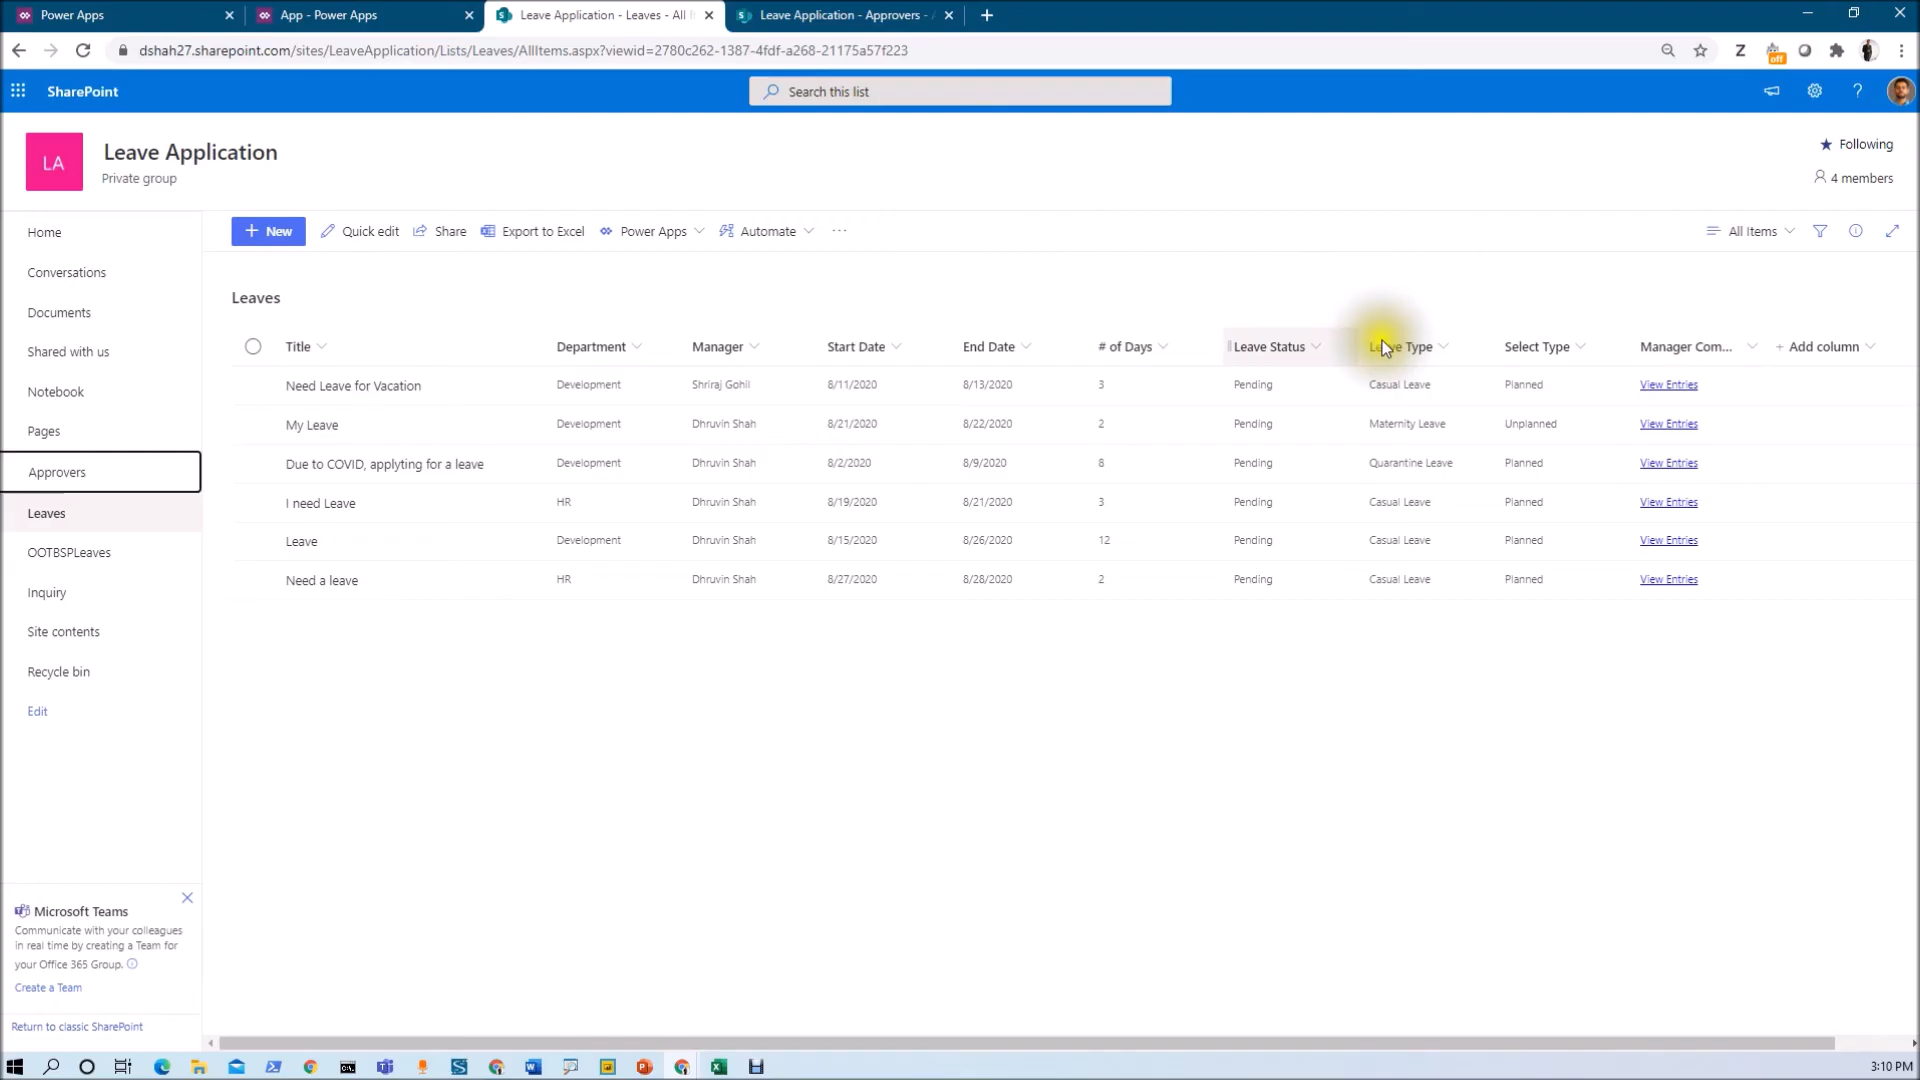 Power Apps
App - Power Apps
Leave Application - Leaves - All
Leave Application - Approvers -
dshah27.sharepoint.com/sites/LeaveApplication/Lists/Leaves/AllItems.aspx?viewid=2780c262-1387-4fdf-a268-21175a57f223
Z
off
SharePoint
Search this list
?
LA
Leave Application
Private group
Following
4 members
Home
Conversations
Documents
Shared with us
Notebook
Pages
Approvers
Leaves
OOTBSPLeaves
Inquiry
Site contents
Recycle bin
Edit
+ New
Quick edit
Share
Export to Excel
Power Apps
Automate
...
All Items
Leaves
Title Department Manager Start Date End Date # of Days Leave Status Leave Type Select Type Manager Com... + Add column
Need Leave for Vacation Development Shriraj Gohil 8/11/2020 8/13/2020 3 Pending Casual Leave Planned View Entries
My Leave Development Dhruvin Shah 8/21/2020 8/22/2020 2 Pending Maternity Leave Unplanned View Entries
Due to COVID, applyting for a leave Development Dhruvin Shah 8/2/2020 8/9/2020 8 Pending Quarantine Leave Planned View Entries
I need Leave HR Dhruvin Shah 8/19/2020 8/21/2020 3 Pending Casual Leave Planned View Entries
Leave Development Dhruvin Shah 8/15/2020 8/26/2020 12 Pending Casual Leave Planned View Entries
Need a leave HR Dhruvin Shah 8/27/2020 8/28/2020 2 Pending Casual Leave Planned View Entries
Microsoft Teams
Communicate with your colleagues
in real time by creating a Team for
your Office 365 Group.
Create a Team
Return to classic SharePoint
3:10 PM